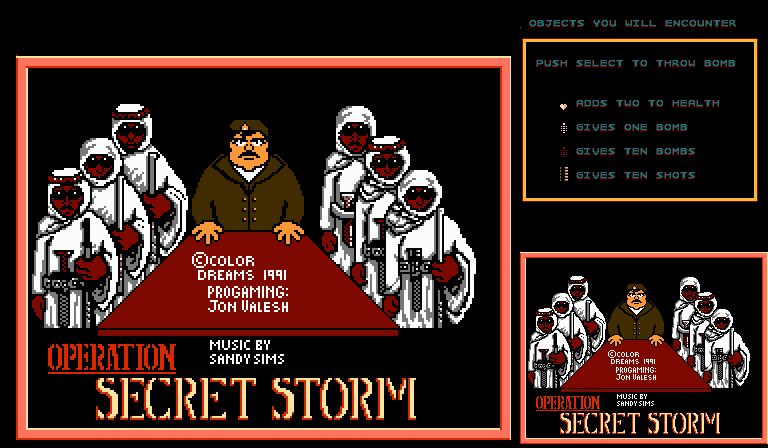 OBJECTS YOU WILL ENCOUNTER
PUSH SELECT TO THROW BOMB
ADDS TWO TO HEALTH
GIVES ONE BOMB
GIVES TEN BOMBS
GIVES TEN SHOTS
©COLOR
DREAMS 1991
PROGAMING:
JON VALESH
MUSIC BY
SANDY SIMS
OPERATION
SECRET STORM
©COLOR
DREAMS 1991
PROGAMING:
JON VALESH
MUSIC BY
SANDY SIMS
OPERATION
SECRET STORM